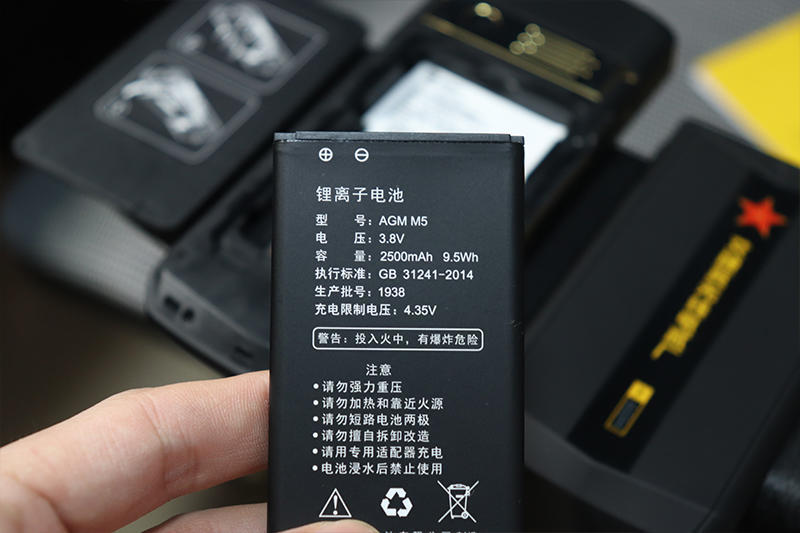 ⊕ ⊖
锂离子电池
型 号：AGM M5
电 压：3.8V
容 量：2500mAh 9.5Wh
执行标准：GB 31241-2014
生产批号：1938
充电限制电压：4.35V
警告：投入火中，有爆炸危险
注意
•请勿强力重压
•请勿加热和靠近火源
•请勿短路电池两极
•请勿擅自拆卸改造
•请用专用适配器充电
•电池浸水后禁止使用